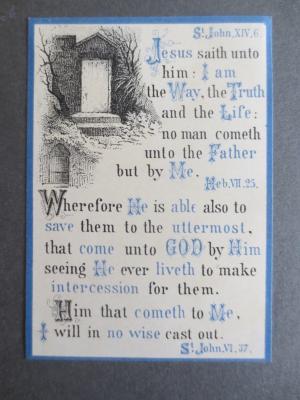 St. John, XIV, 6.
Jesus saith unto
him: I am
the Way, the Truth
and the Life:
no man cometh
unto the Father
but by Me.
Heb. VII. 25.
Wherefore He is able also to
save them to the uttermost,
that come unto GOD by Him
seeing He ever liveth to make
intercession for them.
Him that cometh to Me,
I will in no wise cast out.
St. John, VI, 37.